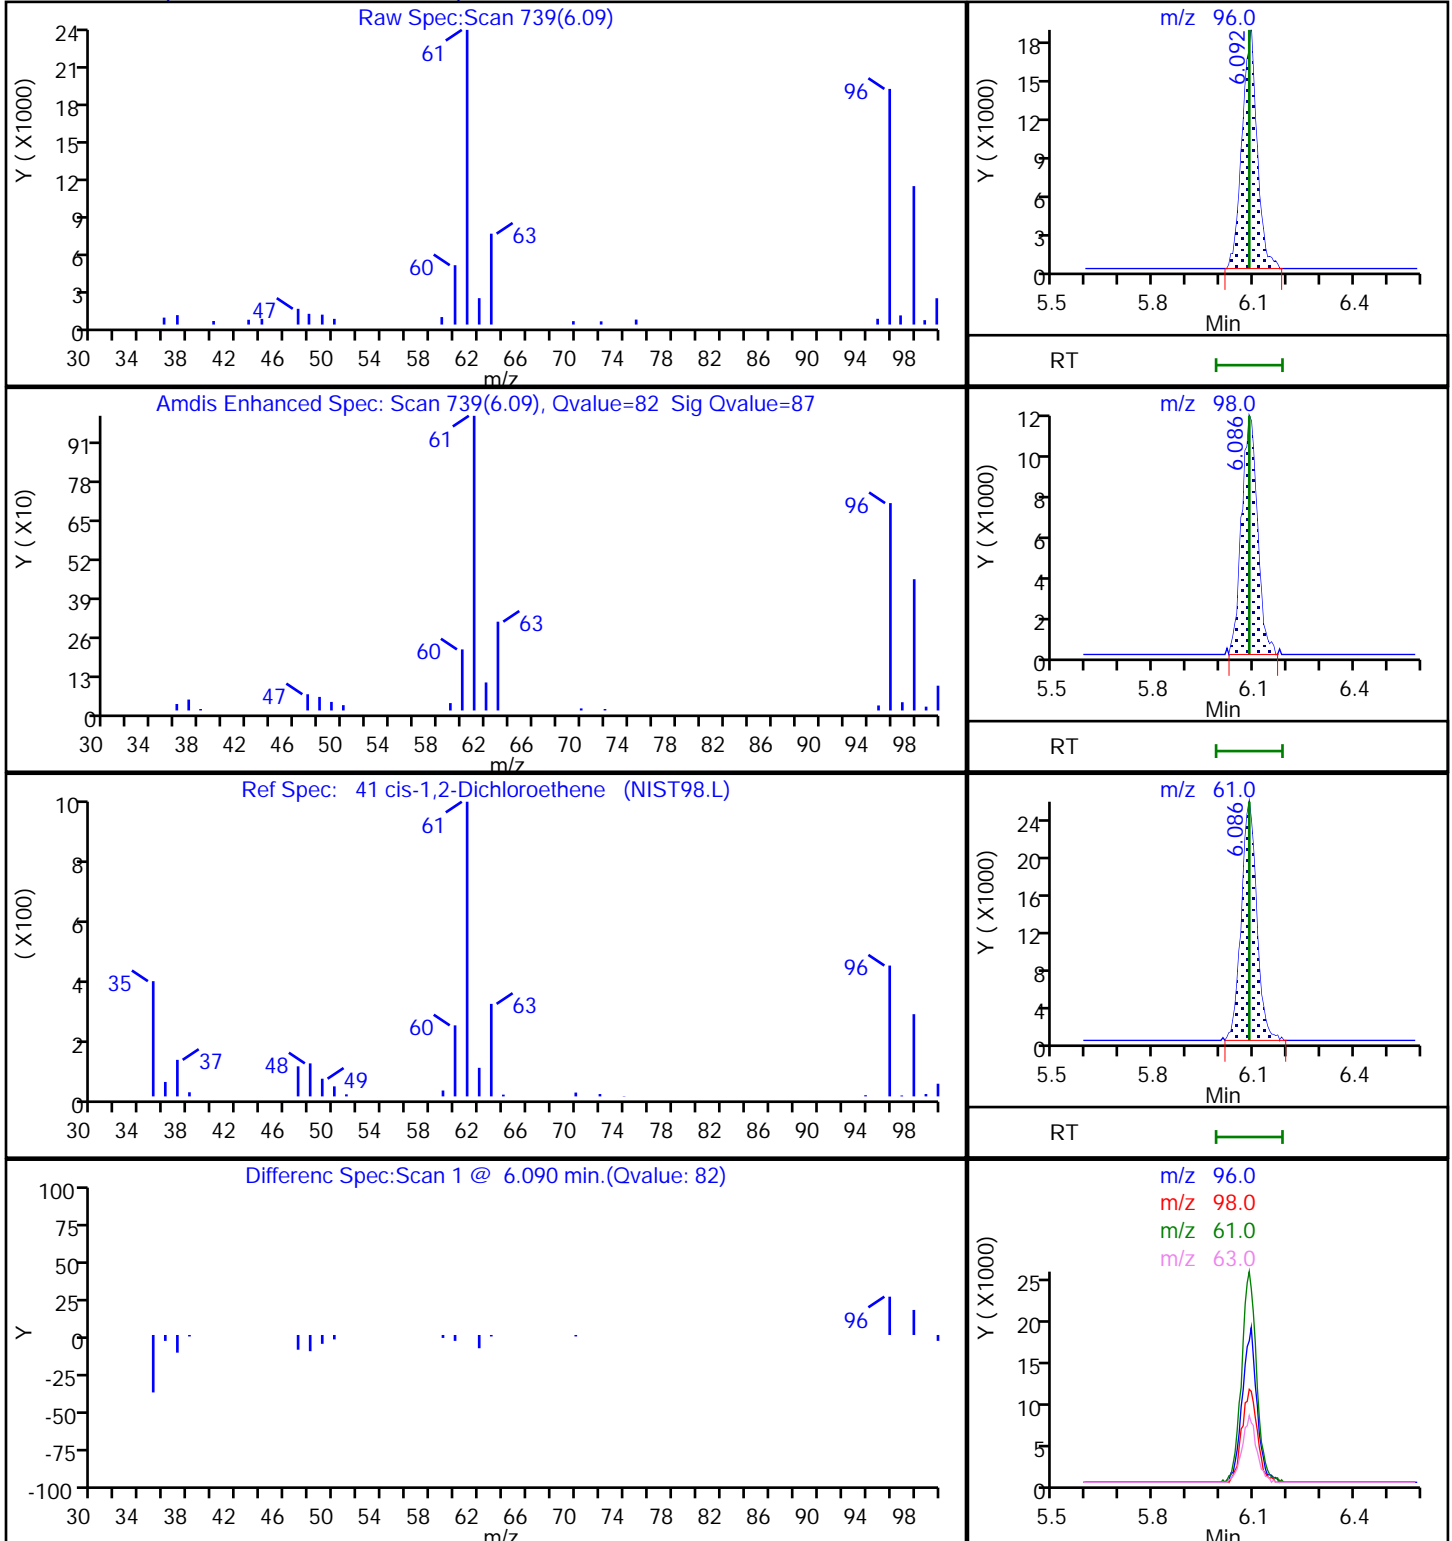 Raw Spec:Scan 739(6.09)
Y ( X1000)
24
21
18
15
12
9
6
3
0
61
96
63
60
47
30 34 38 42 46 50 54 58 62 66 70 74 78 82 86 90 94 98
m/z
m/z 96.0
Y ( X1000)
18
15
12
9
6
3
0
6.092
5.5 5.8 6.1 6.4
Min
RT
Amdis Enhanced Spec: Scan 739(6.09), Qvalue=82 Sig Qvalue=87
Y ( X10)
91
78
65
52
39
26
13
0
61
96
63
60
47
30 34 38 42 46 50 54 58 62 66 70 74 78 82 86 90 94 98
m/z
m/z 98.0
Y ( X1000)
12
10
8
6
4
2
0
6.086
5.5 5.8 6.1 6.4
Min
RT
Ref Spec: 41 cis-1,2-Dichloroethene (NIST98.L)
( X100)
10
8
6
4
2
0
61
96
35
63
60
37
48
49
30 34 38 42 46 50 54 58 62 66 70 74 78 82 86 90 94 98
m/z 61.0
Y ( X1000)
24
20
16
12
8
4
0
6.086
5.5 5.8 6.1 6.4
Min
RT
Differenc Spec:Scan 1 @ 6.090 min.(Qvalue: 82)
Y
100
75
50
25
0
-25
-50
-75
-100
96
30 34 38 42 46 50 54 58 62 66 70 74 78 82 86 90 94 98
m/z
m/z 96.0
m/z 98.0
m/z 61.0
m/z 63.0
Y ( X1000)
25
20
15
10
5
0
5.5 5.8 6.1 6.4
Min